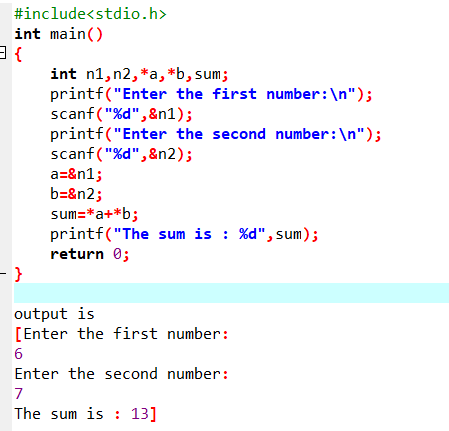 #include<stdio.h>
int main()
{
    int n1,n2,*a,*b,sum;
    printf("Enter the first number:\n");
    scanf("%d",&n1);
    printf("Enter the second number:\n");
    scanf("%d",&n2);
    a=&n1;
    b=&n2;
    sum=*a+*b;
    printf("The sum is : %d",sum);
    return 0;
}
output is
[Enter the first number:
6
Enter the second number:
7
The sum is : 13]